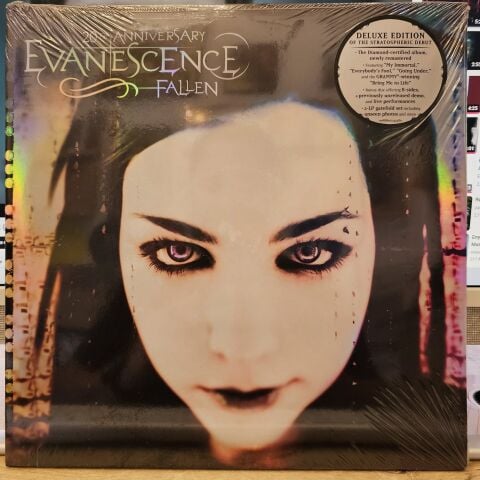 20th ANNIVERSARY
EVANESCENCE
FALLEN
DELUXE EDITION
OF THE STRATOSPHERIC DEBUT
• The Diamond-certified album,
newly remastered
• featuring "My Immortal,"
"Everybody's Fool," "Going Under,"
and the GRAMMY®-winning
"Bring Me to Life"
• bonus disc offering B-sides,
a previously unreleased demo,
and live performances
• 2-LP gatefold set including
unseen photos and more